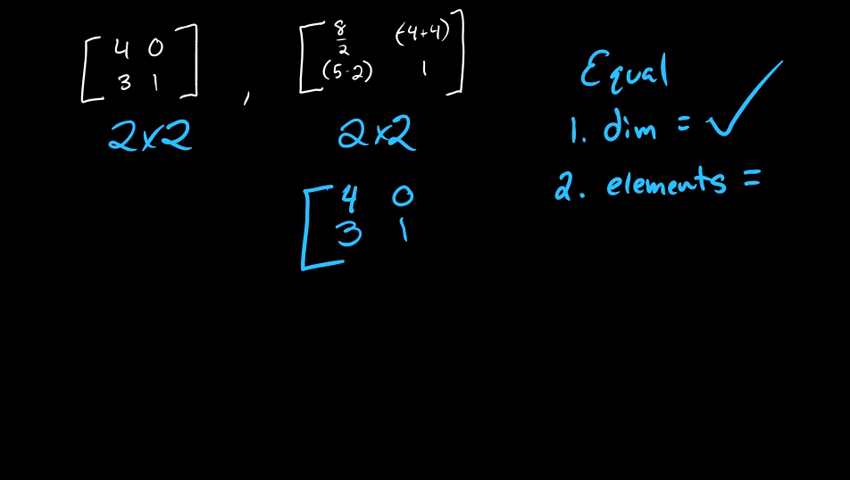 [4 0
3 1] , [8/2 (-4+4)
(5-2) 1]
2x2 2x2
[4 0
3 1
Equal
1. dim = ✓
2. elements =